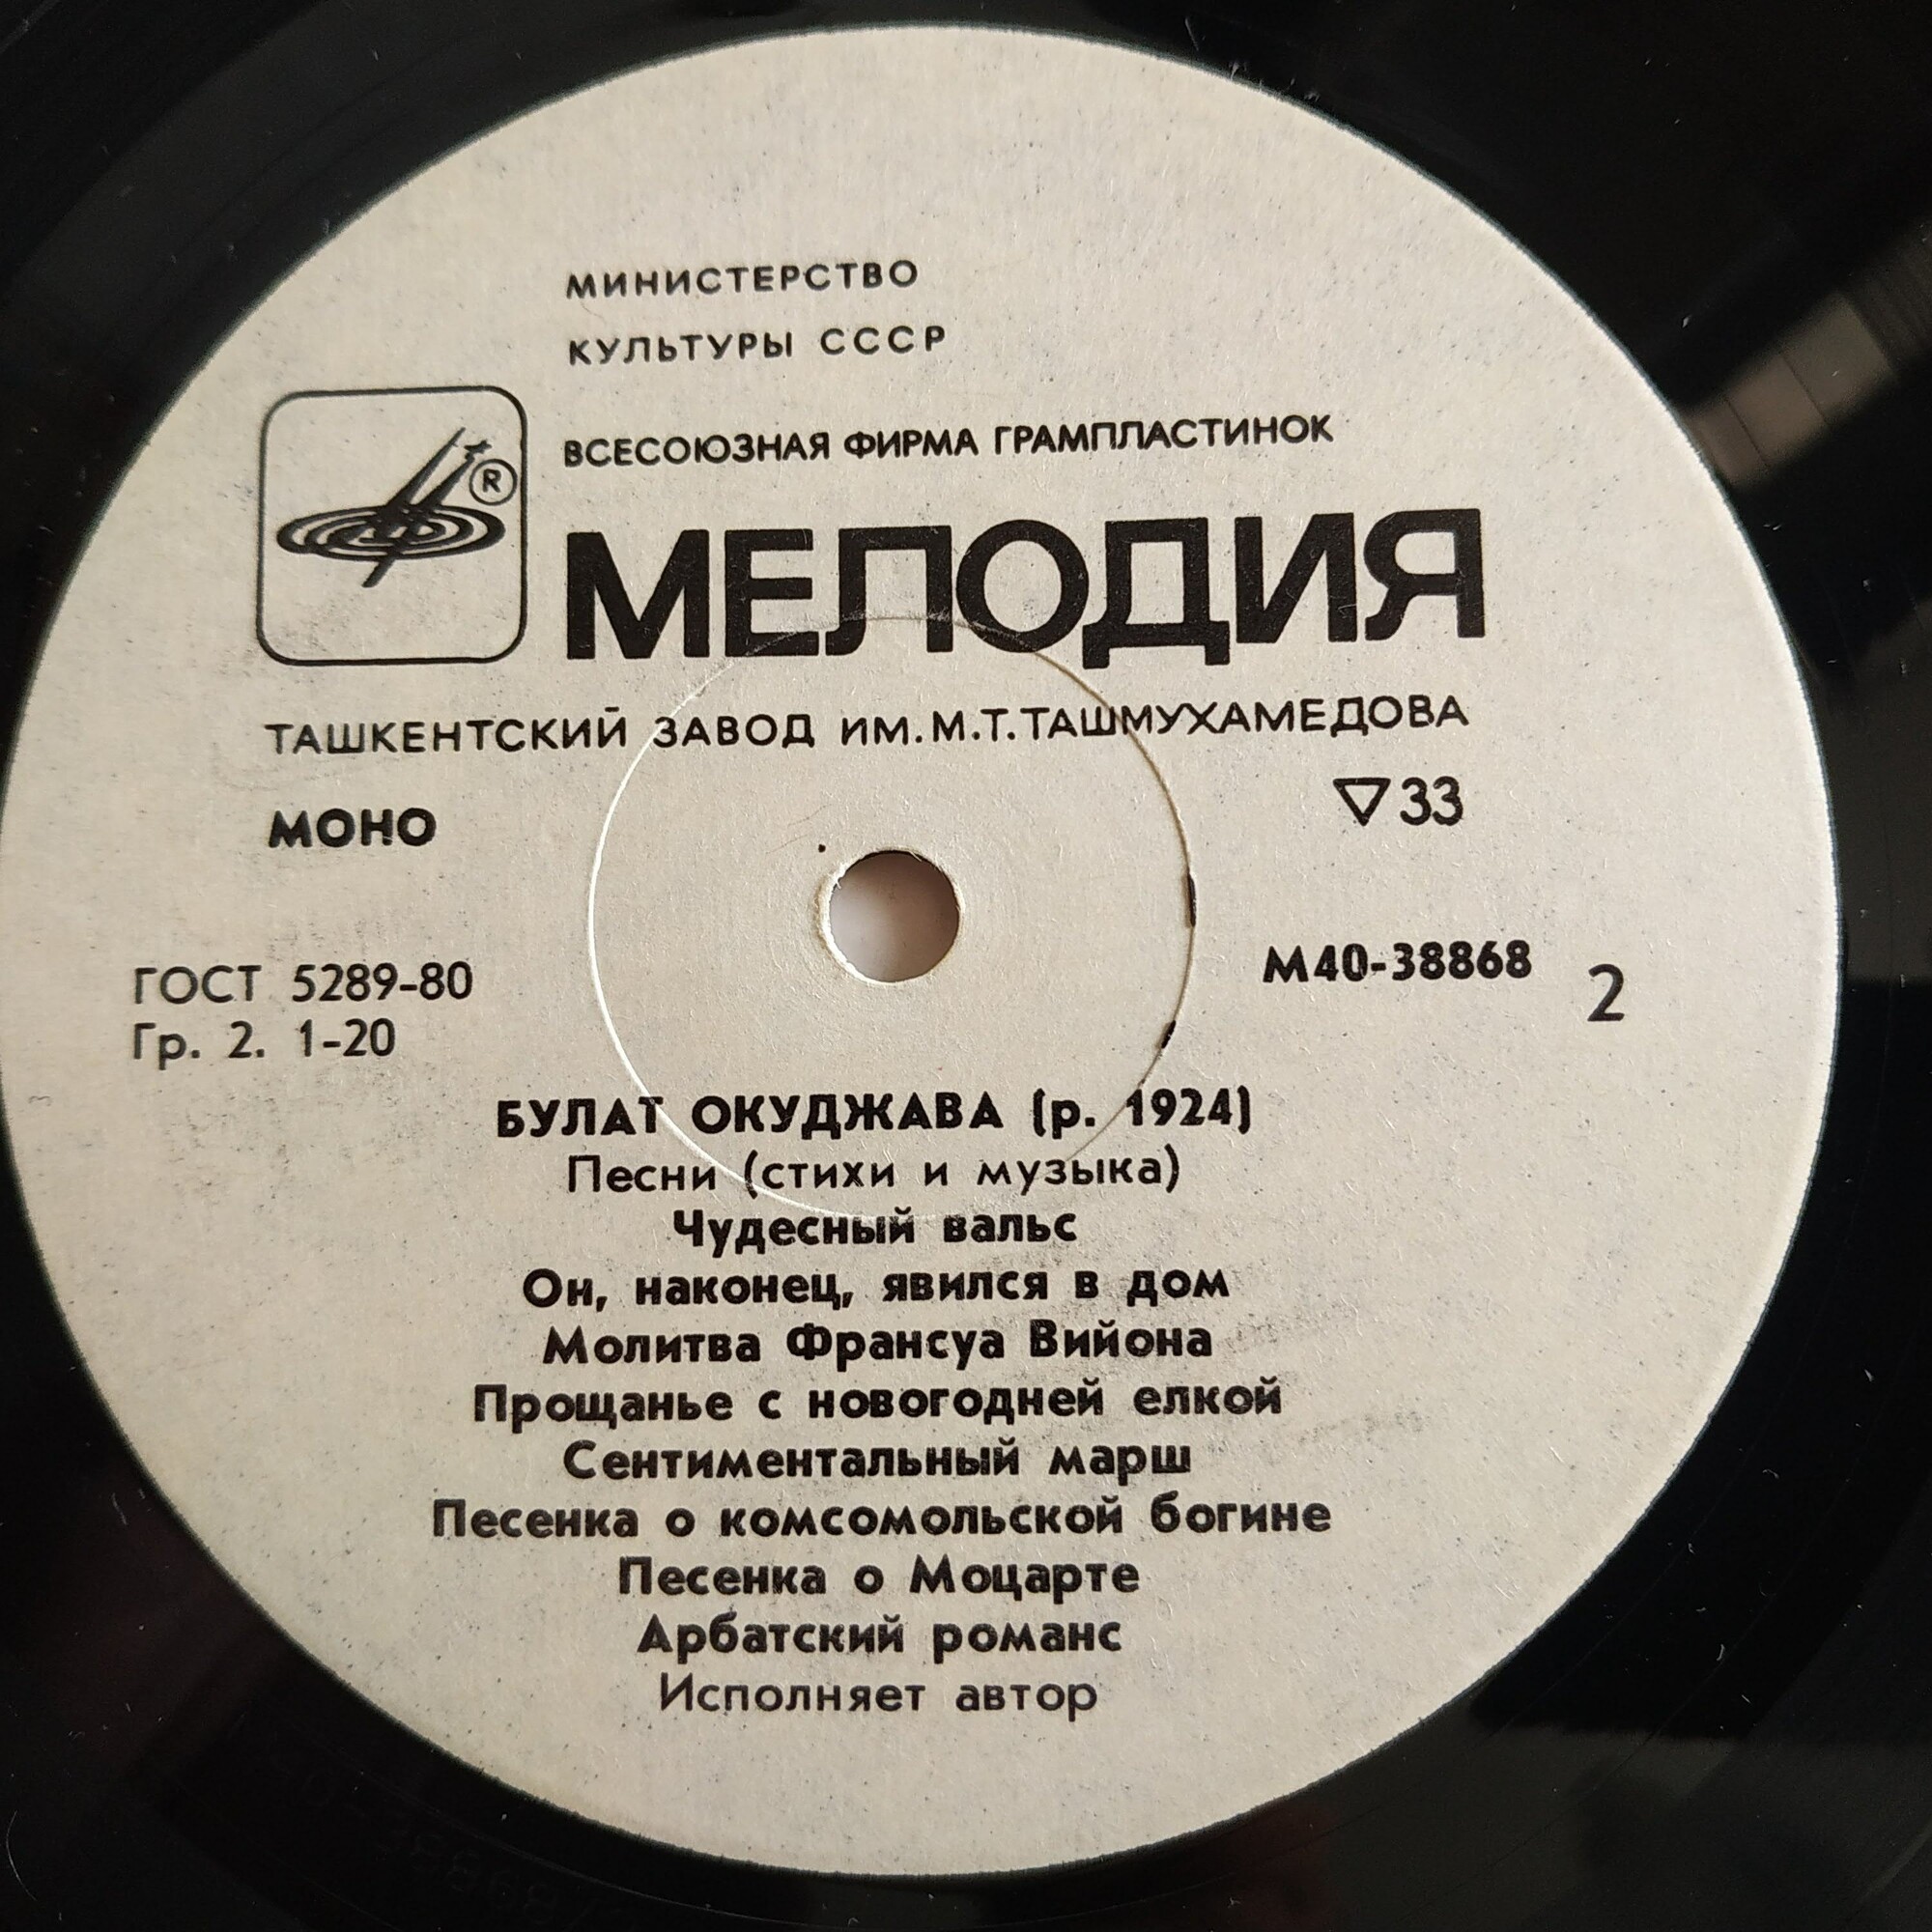 МИНИСТЕРСТВО
КУЛЬТУРЫ СССР
ВСЕСОЮЗНАЯ ФИРМА ГРАМПЛАСТИНОК
®
МЕЛОДИЯ
ТАШКЕНТСКИЙ ЗАВОД ИМ. М.Т.ТАШМУХАМЕДОВА
МОНО
▽33
ГОСТ 5289-80
М40-38868
2
Гр. 2. 1-20
БУЛАТ ОКУДЖАВА (р. 1924)
Песни (стихи и музыка)
Чудесный вальс
Он, наконец, явился в дом
Молитва Франсуа Вийона
Прощанье с новогодней елкой
Сентиментальный марш
Песенка о комсомольской богине
Песенка о Моцарте
Арбатский романс
Исполняет автор